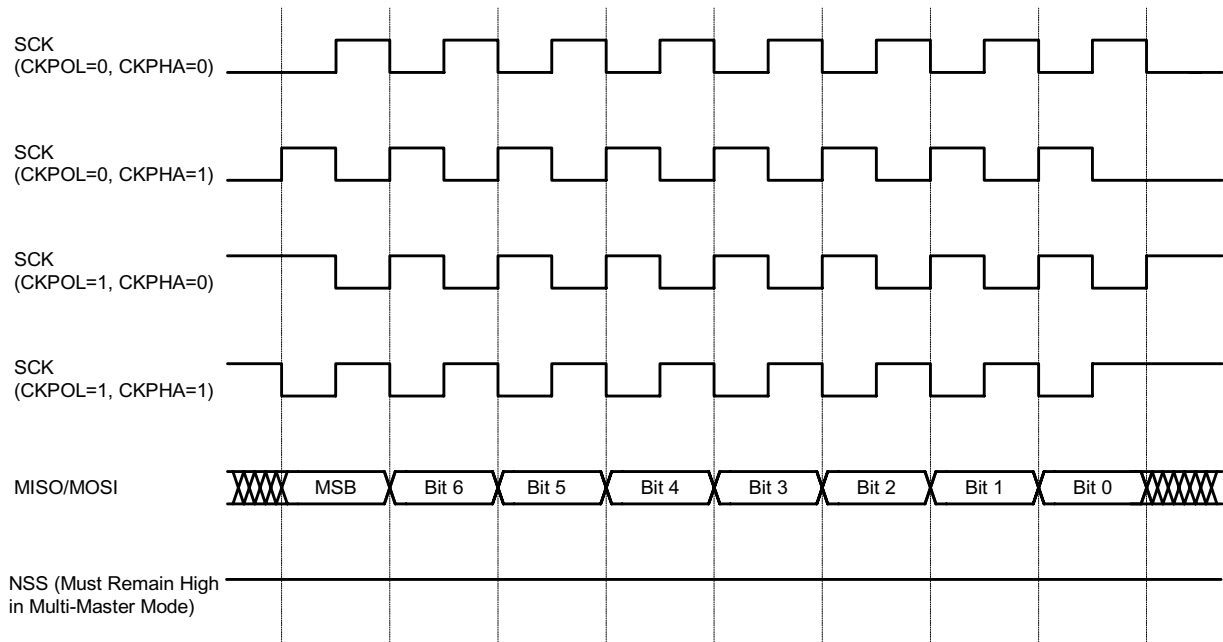 SCK
(CKPOL=0, CKPHA=0)
SCK
(CKPOL=0, CKPHA=1)
SCK
(CKPOL=1, CKPHA=0)
SCK
(CKPOL=1, CKPHA=1)
MISO/MOSI
MSB Bit 6 Bit 5 Bit 4 Bit 3 Bit 2 Bit 1 Bit 0
NSS (Must Remain High
in Multi-Master Mode)